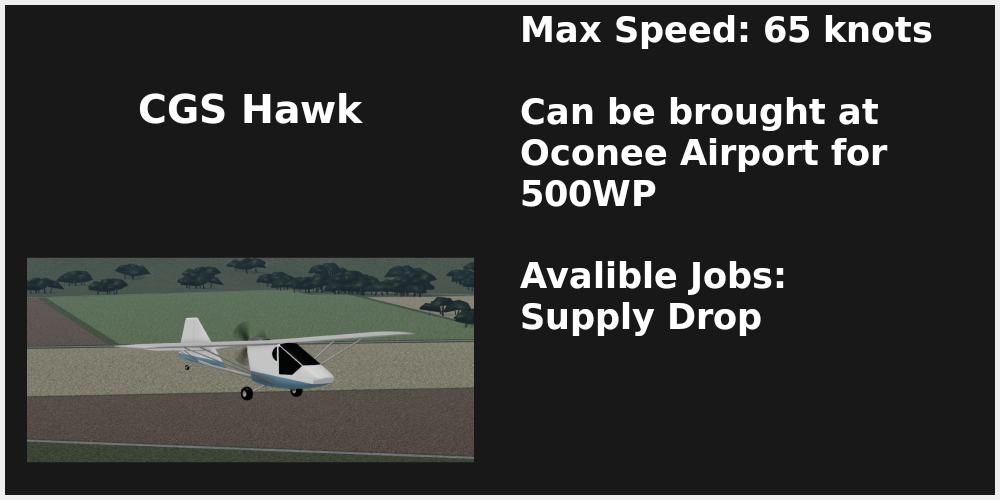 CGS Hawk
Max Speed: 65 knots
Can be brought at
Oconee Airport for
500WP
Avalible Jobs:
Supply Drop